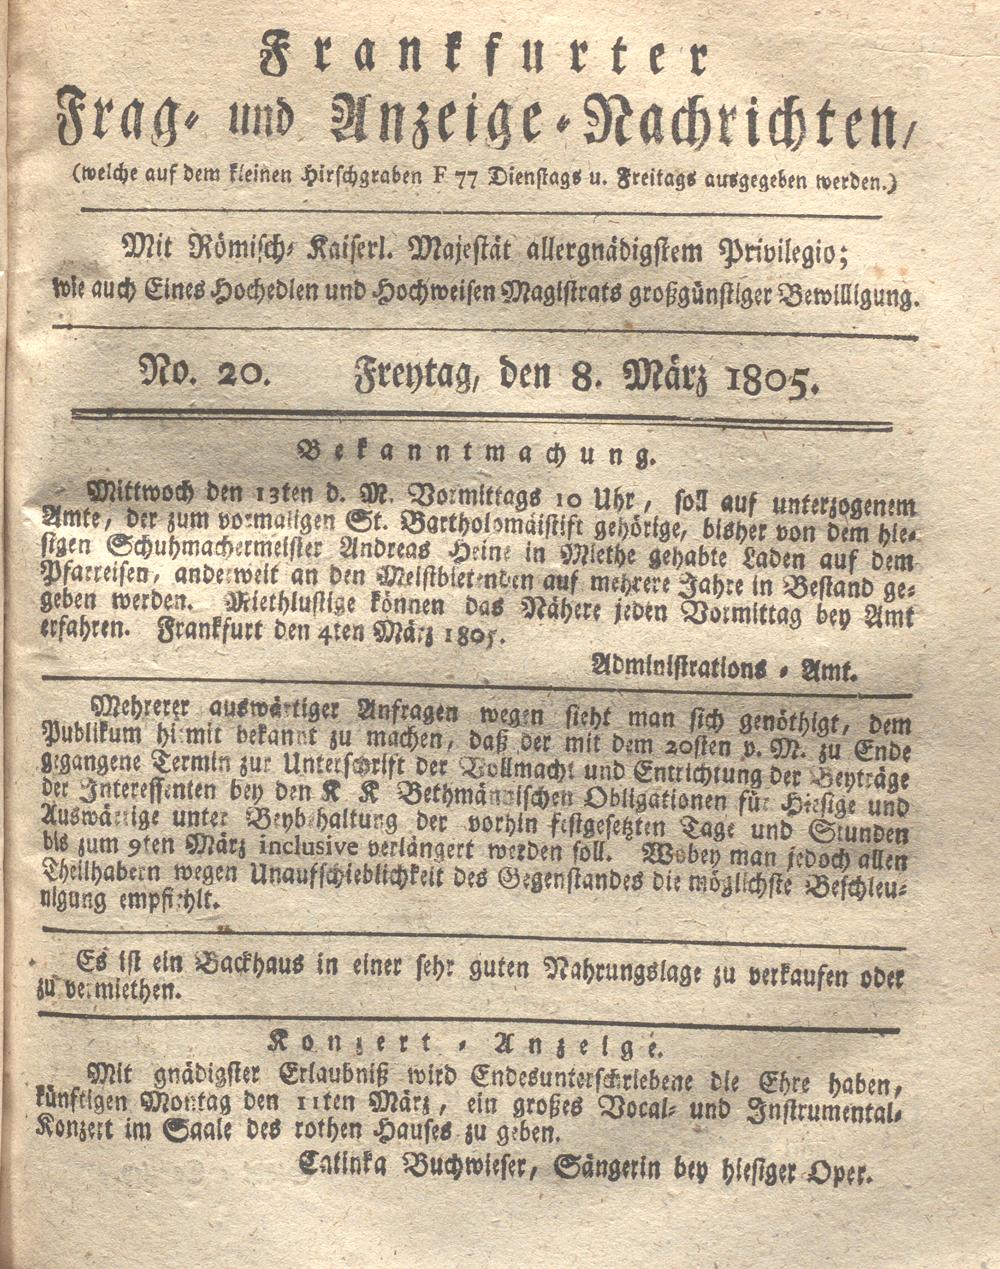 Frankfurter
Frag- und Anzeige-Nachrichten,
(welche auf dem kleinen Hirschgraben F 77 Dienstags u. Freitags ausgegeben werden.)
Mit Römisch- Kaiserl. Majestät allergnädigstem Privilegio;
wie auch Eines Hochedlen und Hochweisen Magistrats großgünstiger Bewilligung.
No. 20. Freytag, den 8. März 1805.
Bekanntmachung.
Mittwoch den 13ten d. M. Vormittags 10 Uhr, soll auf unterzogenem
Amte, der zum vormaligen St. Bartholomäistift gehörige, bisher von dem hie-
sigen Schuhmachermeister Andreas Heine in Miethe gehabte Laden auf dem
Pfarreisen, anderweit an den Meistbietenden auf mehrere Jahre in Bestand ge-
geben werden. Miethlustige können das Nähere jeden Vormittag bey Amt
erfahren. Frankfurt den 4ten März 1805.
Administrations-Amt.
Mehrerer auswärtiger Anfragen wegen sieht man sich genöthigt, dem
Publikum hiemit bekannt zu machen, daß der mit dem 20sten v. M. zu Ende
gegangene Termin zur Unterschrift der Vollmacht und Entrichtung der Beyträge
der Interessenten bey den K K Bethmännischen Obligationen für Hiesige und
Auswärtige unter Beybehaltung der vorhin festgesetzten Tage und Stunden
bis zum 9ten März inclusive verlängert werden soll. Wobey man jedoch allen
Theilhabern wegen Unaufschieblichkeit des Gegenstandes die möglichste Beschleu-
nigung empfiehlt.
Es ist ein Backhaus in einer sehr guten Nahrungslage zu verkaufen oder
zu vermiethen.
Konzert-Anzeige.
Mit gnädigster Erlaubniß wird Endesunterschriebene die Ehre haben,
künftigen Montag den 11ten März, ein großes Vocal- und Instrumental-
Konzert im Saale des rothen Hauses zu geben.
Catinka Buchwieser, Sängerin bey hiesiger Oper.